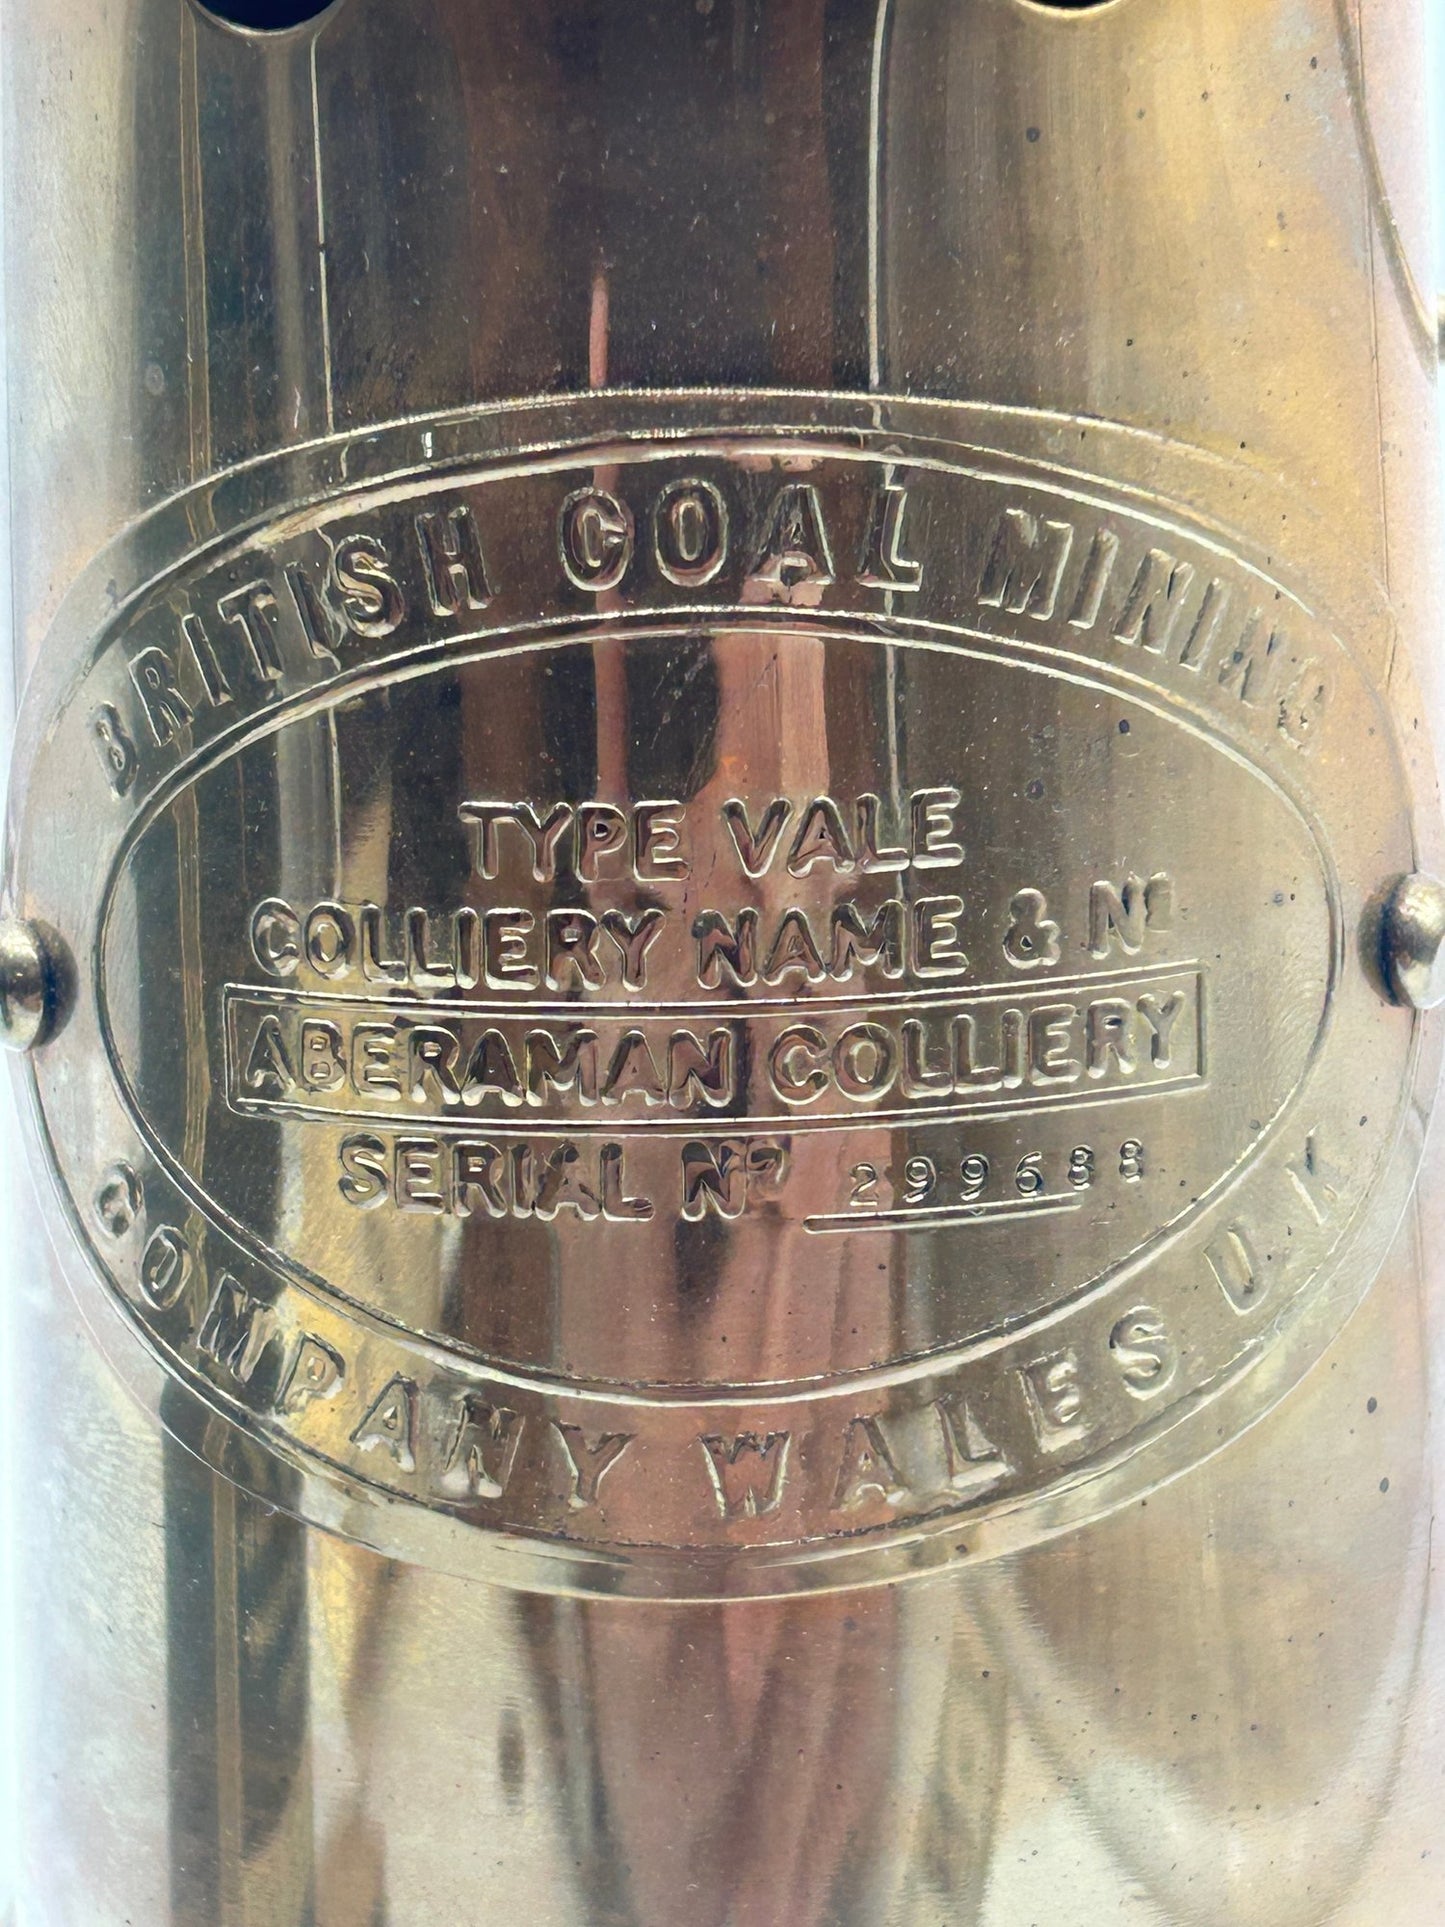 BRITISH COAL MINING
TYPE VALE
COLLIERY NAME & Nº
ABERAMAN COLLIERY
SERIAL Nº 299688
COMPANY WALES U.K